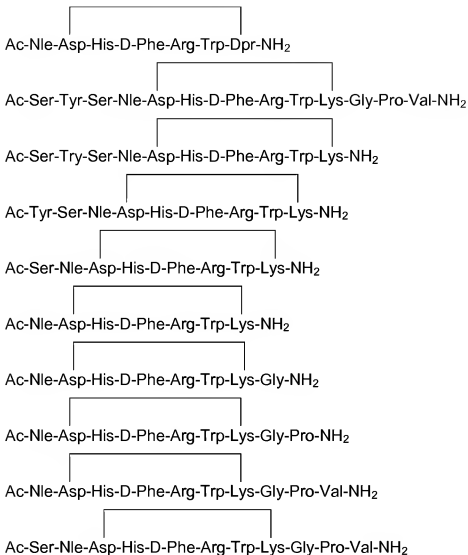 Ac-Nle-Asp-His-D-Phe-Arg-Trp-Dpr-NH2
Ac-Ser-Tyr-Ser-Nle-Asp-His-D-Phe-Arg-Trp-Lys-Gly-Pro-Val-NH2
Ac-Ser-Try-Ser-Nle-Asp-His-D-Phe-Arg-Trp-Lys-NH2
Ac-Tyr-Ser-Nle-Asp-His-D-Phe-Arg-Trp-Lys-NH2
Ac-Ser-Nle-Asp-His-D-Phe-Arg-Trp-Lys-NH2
Ac-Nle-Asp-His-D-Phe-Arg-Trp-Lys-NH2
Ac-Nle-Asp-His-D-Phe-Arg-Trp-Lys-Gly-NH2
Ac-Nle-Asp-His-D-Phe-Arg-Trp-Lys-Gly-Pro-NH2
Ac-Nle-Asp-His-D-Phe-Arg-Trp-Lys-Gly-Pro-Val-NH2
Ac-Ser-Nle-Asp-His-D-Phe-Arg-Trp-Lys-Gly-Pro-Val-NH2